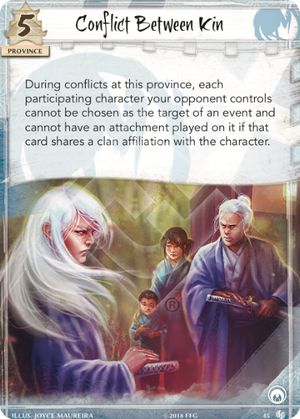 5
PROVINCE
Conflict Between Kin
During conflicts at this province, each
participating character your opponent controls
cannot be chosen as the target of an event and
cannot have an attachment played on it if that
card shares a clan affiliation with the character.
®
ILLUS: JOYCE MAUREIRA
© 2018 FFG
45